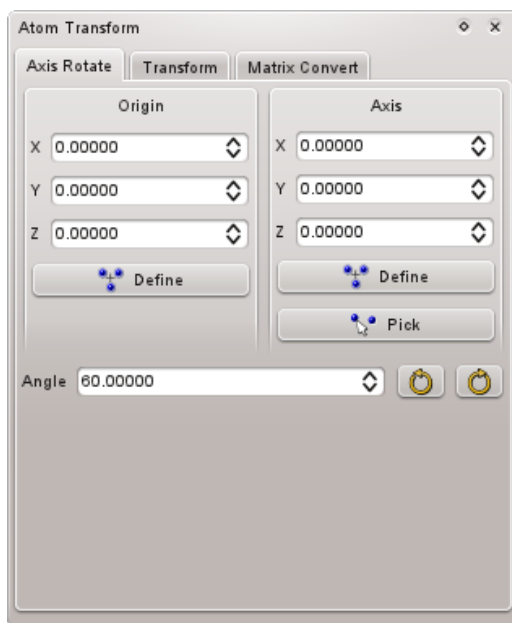 Atom Transform
Axis Rotate Transform Matrix Convert
Origin
X 0.00000
Y 0.00000
Z 0.00000
Define
Axis
X 0.00000
Y 0.00000
Z 0.00000
Define
Pick
Angle 60.00000